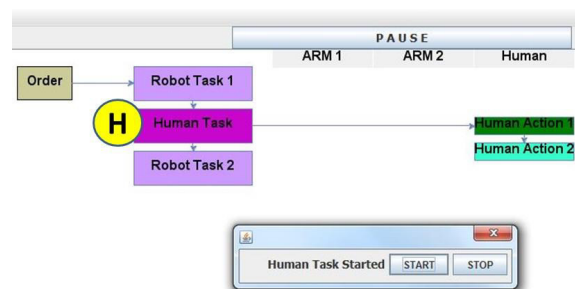 PAUSE
ARM 1 ARM 2 Human
Order
Robot Task 1
H
Human Task
Robot Task 2
Human Action 1
Human Action 2
Human Task Started START STOP